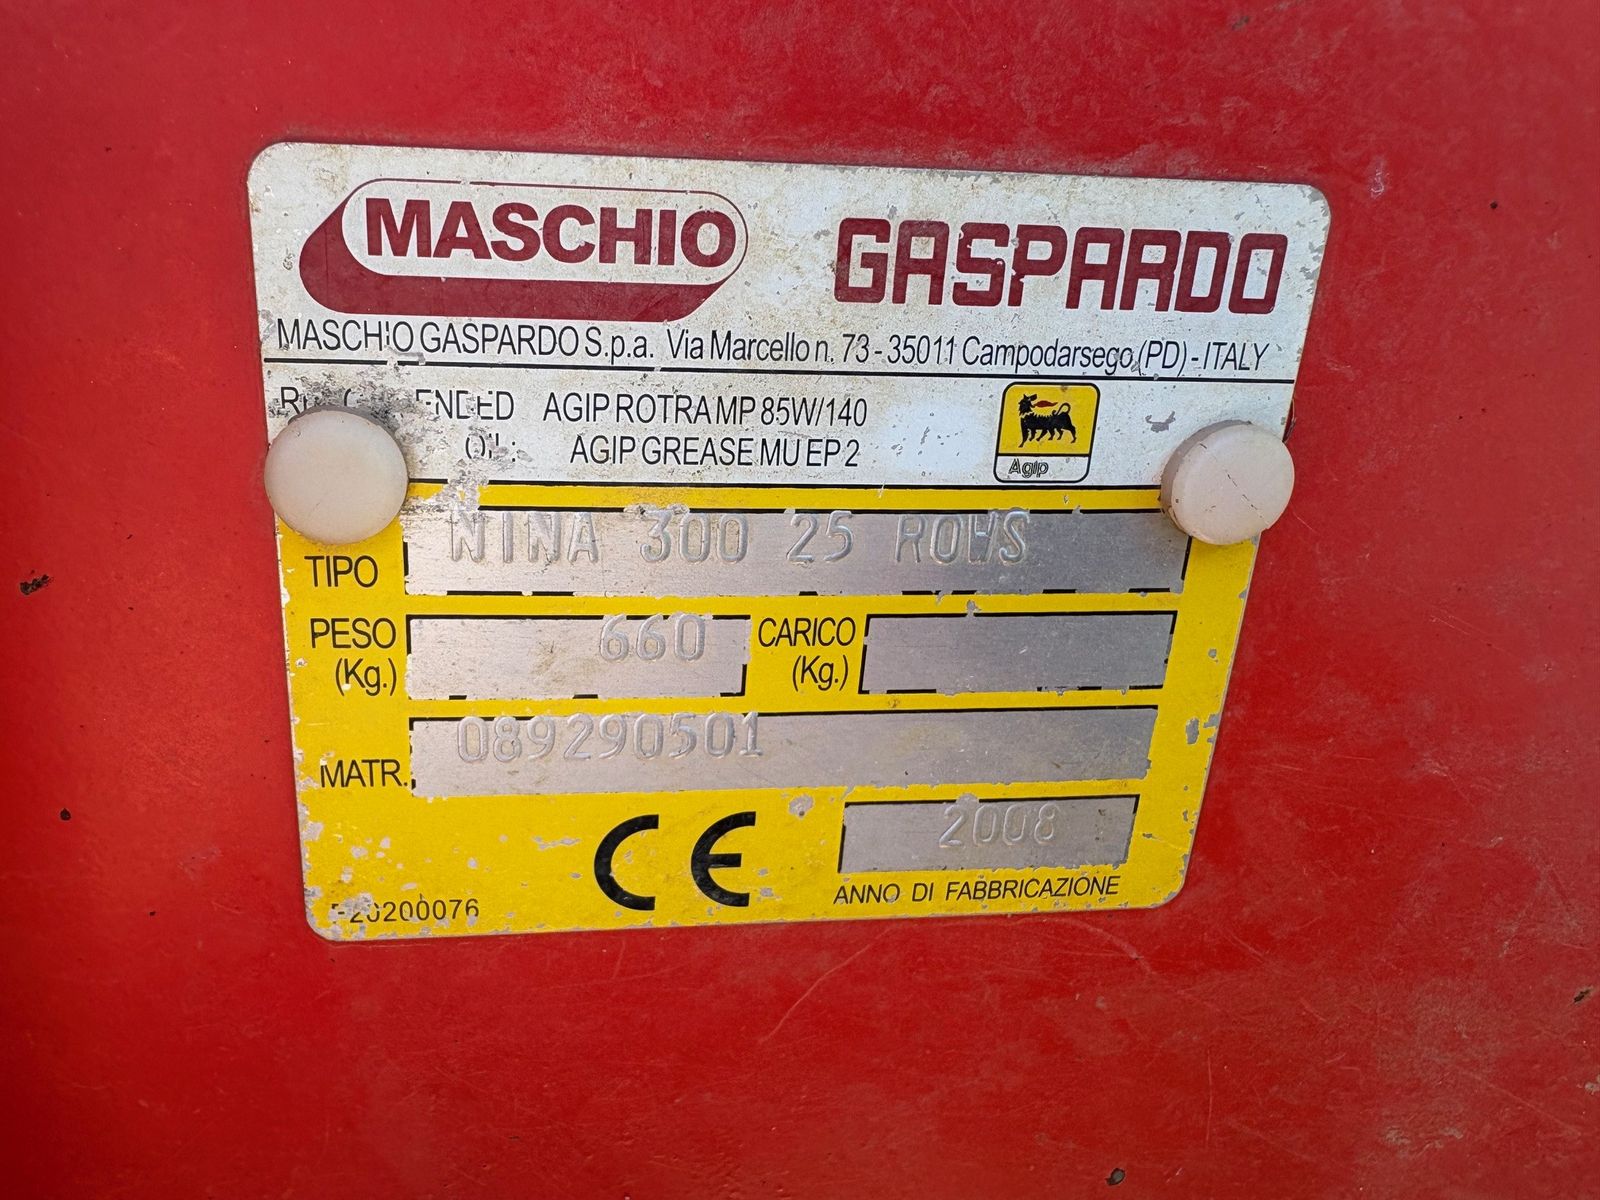 MASCHIO GASPARDO
MASCHIO GASPARDO S.p.a. Via Marcello n. 73 - 35011 Campodarsego (PD) - ITALY
AGIP ROTRA MP 85W/140
AGIP GREASE MU EP 2
Agip
TIPO NINA 300 25 ROWS
PESO (Kg.) 660 CARICO (Kg.)
MATR. 089290501
CE 2008
ANNO DI FABBRICAZIONE
20200076